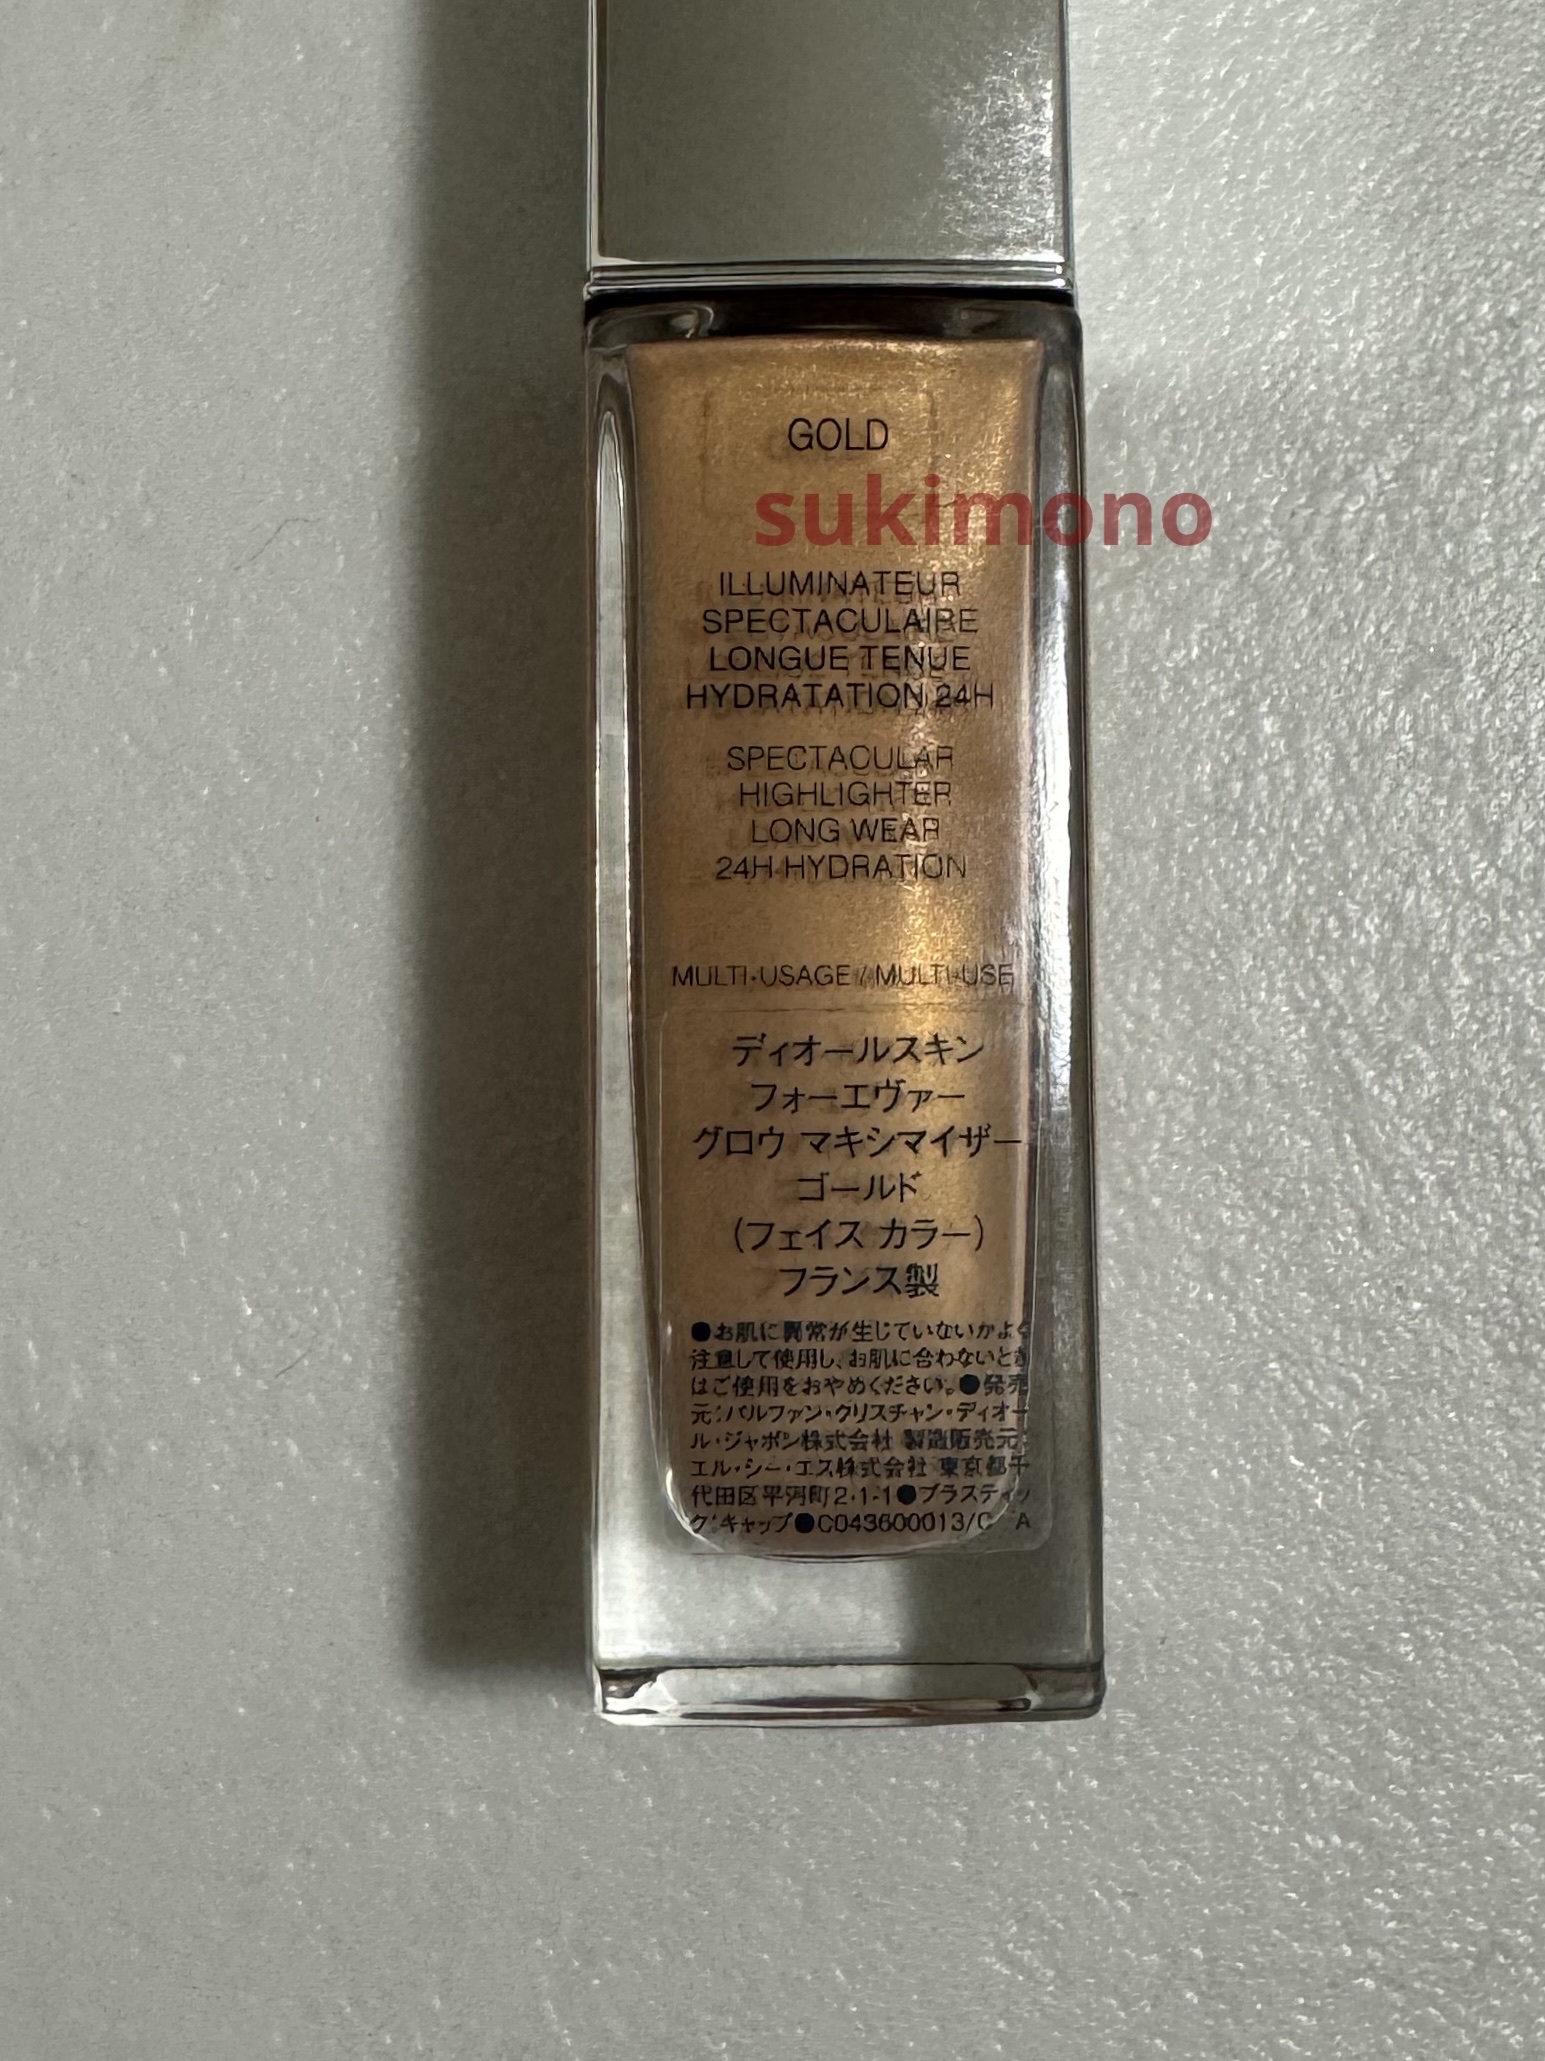 GOLD
sukimono
ILLUMINATEUR
SPECTACULAIRE
LONGUE TENUE
HYDRATATION 24H
SPECTACULAR
HIGHLIGHTER
LONG WEAR
24H HYDRATION
MULTI-USAGE / MULTI-USE
ディオールスキン
フォーエヴァー
グロウ マキシマイザー
ゴールド
(フェイス カラー)
フランス製
●お肌に異常が生じていないかよく
注意して使用し、お肌に合わないとき
はご使用をおやめください。●発売
元:パルファン・クリスチャン・ディオー
ル・ジャポン株式会社 製造販売元:
エル・シー・エス株式会社 東京都千
代田区平河町2-1-1●プラスティッ
ク:キャップ●C043600013/